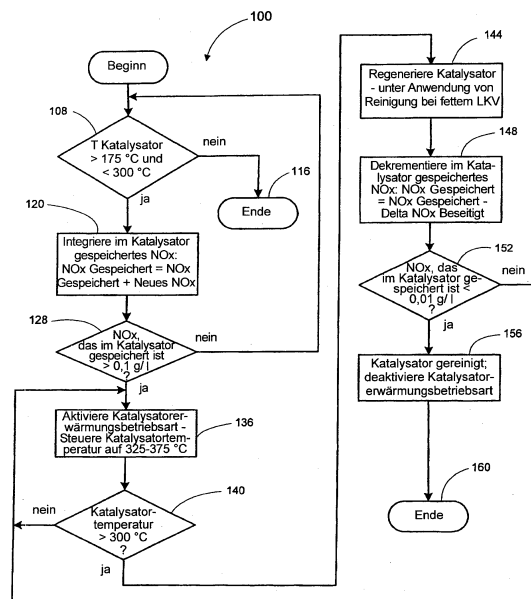 100
Beginn
108
T Katalysator
> 175 °C und
< 300 °C
nein
ja
116
Ende
120
Integriere im Katalysator
gespeichertes NOx:
NOx Gespeichert = NOx
Gespeichert + Neues NOx
128
NOx,
das im Katalysator
gespeichert ist
> 0,1 g/ l
?
nein
ja
Aktiviere Katalysatorer-
wärmungsbetriebsart -
Steuere Katalysatortem-
peratur auf 325-375 °C
136
140
Katalysator-
temperatur
> 300 °C
?
nein
ja
144
Regeneriere Katalysator
- unter Anwendung von
Reinigung bei fettem LKV
148
Dekrementiere im Kata-
lysator gespeichertes
NOx: NOx Gespeichert
= NOx Gespeichert -
Delta NOx Beseitigt
152
NOx, das
im Katalysator ge-
speichert ist <
0,01 g/ l
?
nein
ja
156
Katalysator gereinigt;
deaktiviere Katalysator-
erwärmungsbetriebsart
160
Ende